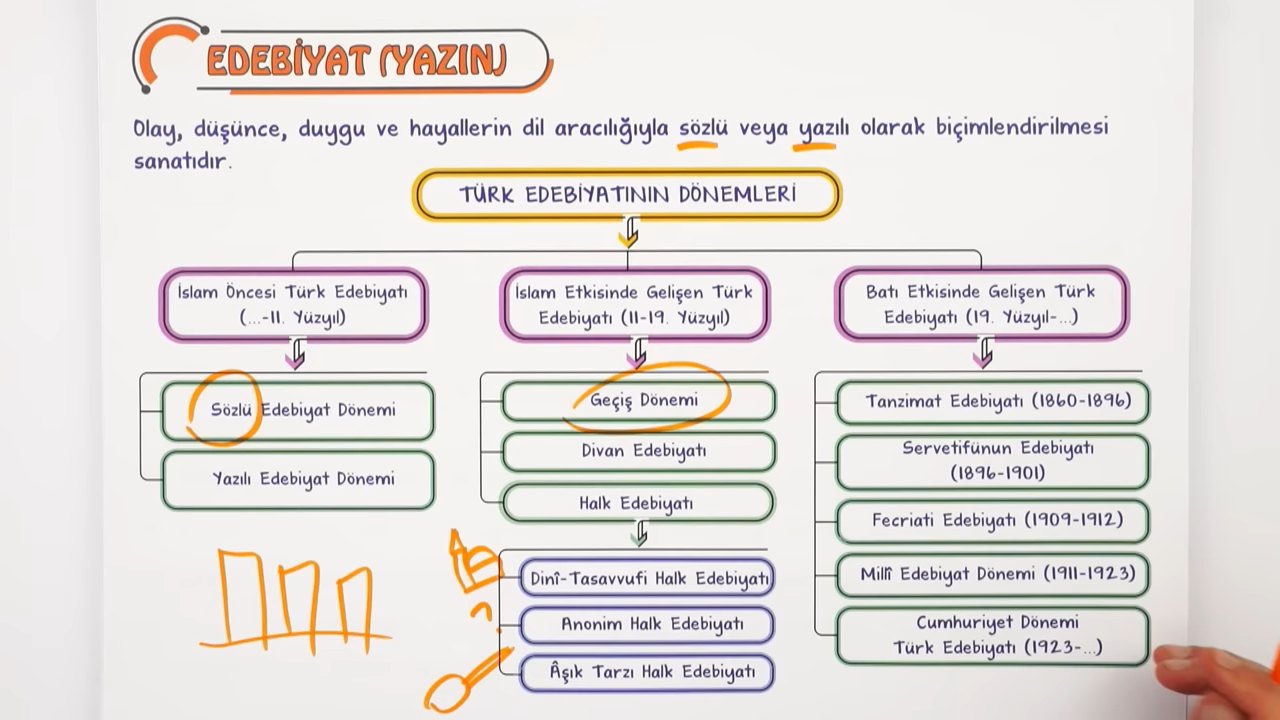 EDEBİYAT (YAZIN)
Olay, düşünce, duygu ve hayallerin dil aracılığıyla sözlü veya yazılı olarak biçimlendirilmesi
sanatıdır.
TÜRK EDEBİYATININ DÖNEMLERİ
İslam Öncesi Türk Edebiyatı
(...-11. Yüzyıl)
Sözlü Edebiyat Dönemi
Yazılı Edebiyat Dönemi
İslam Etkisinde Gelişen Türk
Edebiyatı (11-19. Yüzyıl)
Geçiş Dönemi
Divan Edebiyatı
Halk Edebiyatı
Dinî-Tasavvufi Halk Edebiyatı
Anonim Halk Edebiyatı
Âşık Tarzı Halk Edebiyatı
Batı Etkisinde Gelişen Türk
Edebiyatı (19. Yüzyıl-...)
Tanzimat Edebiyatı (1860-1896)
Servetifünun Edebiyatı
(1896-1901)
Fecriati Edebiyatı (1909-1912)
Millî Edebiyat Dönemi (1911-1923)
Cumhuriyet Dönemi
Türk Edebiyatı (1923-...)